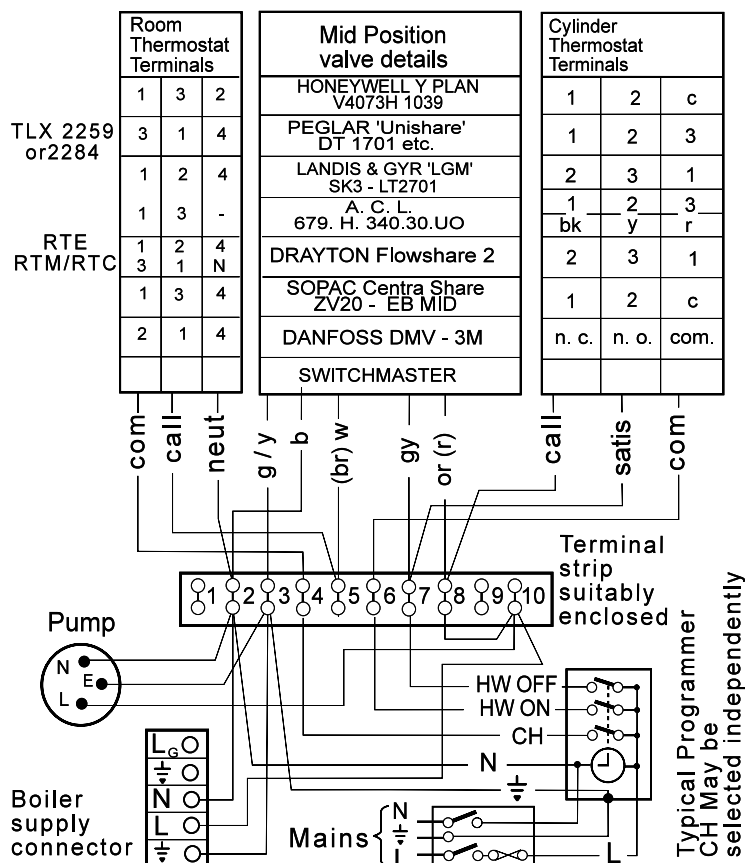 Room
Thermostat
Terminals
1 3 2
TLX 2259
or2284
3 1 4
1 2 4
1 3 -
RTE
RTM/RTC
1 2 4
3 1 N
1 3 4
2 1 4
Mid Position
valve details
HONEYWELL Y PLAN
V4073H 1039
PEGLAR 'Unishare'
DT 1701 etc.
LANDIS & GYR 'LGM'
SK3 - LT2701
A. C. L.
679. H. 340.30.UO
DRAYTON Flowshare 2
SOPAC Centra Share
ZV20 - EB MID
DANFOSS DMV - 3M
SWITCHMASTER
Cylinder
Thermostat
Terminals
1 2 c
1 2 3
2 3 1
1 2 3
bk y r
2 3 1
1 2 c
n. c. n. o. com.
com
call
neut
g / y
b
(br) w
gy
or (r)
call
satis
com
Terminal
strip
suitably
enclosed
1 2 3 4 5 6 7 8 9 10
Pump
N
E
L
HW OFF
HW ON
CH
N
Typical Programmer
CH May be
selected independently
Boiler
supply
connector
LG
N
L
Mains
N
L
L